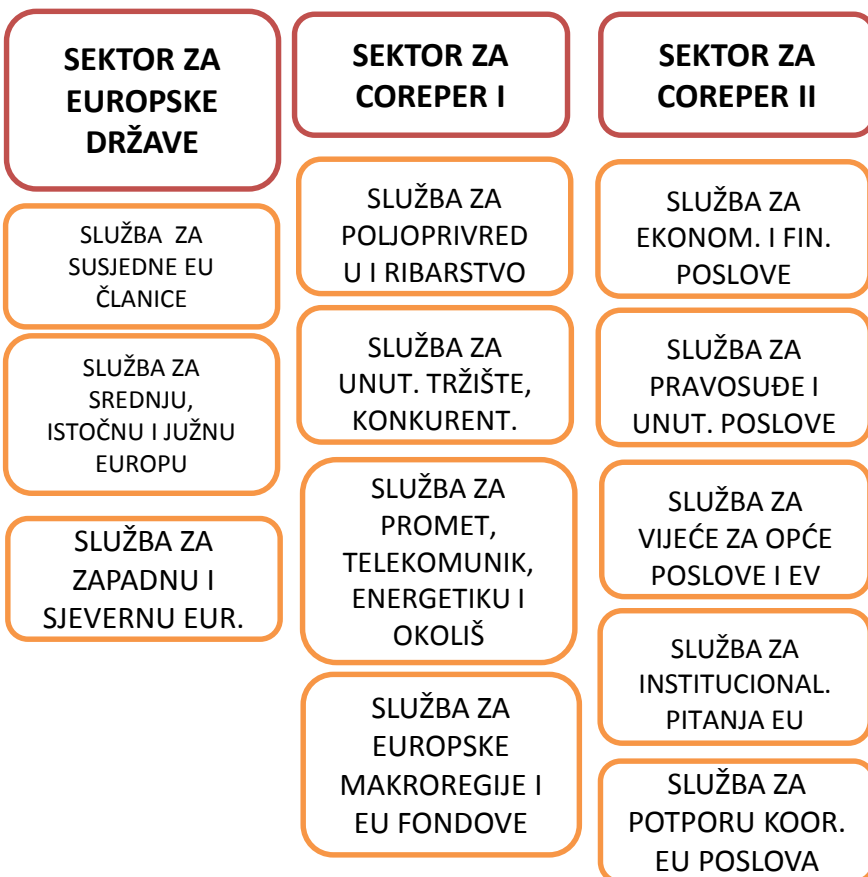 SEKTOR ZA
EUROPSKE
DRŽAVE
SLUŽBA ZA
SUSJEDNE EU
ČLANICE
SLUŽBA ZA
SREDNJU,
ISTOČNU I JUŽNU
EUROPU
SLUŽBA ZA
ZAPADNU I
SJEVERNU EUR.
SEKTOR ZA
COREPER I
SLUŽBA ZA
POLJOPRIVRED
U I RIBARSTVO
SLUŽBA ZA
UNUT. TRŽIŠTE,
KONKURENT.
SLUŽBA ZA
PROMET,
TELEKOMUNIK,
ENERGETIKU I
OKOLIŠ
SLUŽBA ZA
EUROPSKE
MAKROREGIJE I
EU FONDOVE
SEKTOR ZA
COREPER II
SLUŽBA ZA
EKONOM. I FIN.
POSLOVE
SLUŽBA ZA
PRAVOSUĐE I
UNUT. POSLOVE
SLUŽBA ZA
VIJEĆE ZA OPĆE
POSLOVE I EV
SLUŽBA ZA
INSTITUCIONAL.
PITANJA EU
SLUŽBA ZA
POTPORU KOOR.
EU POSLOVA